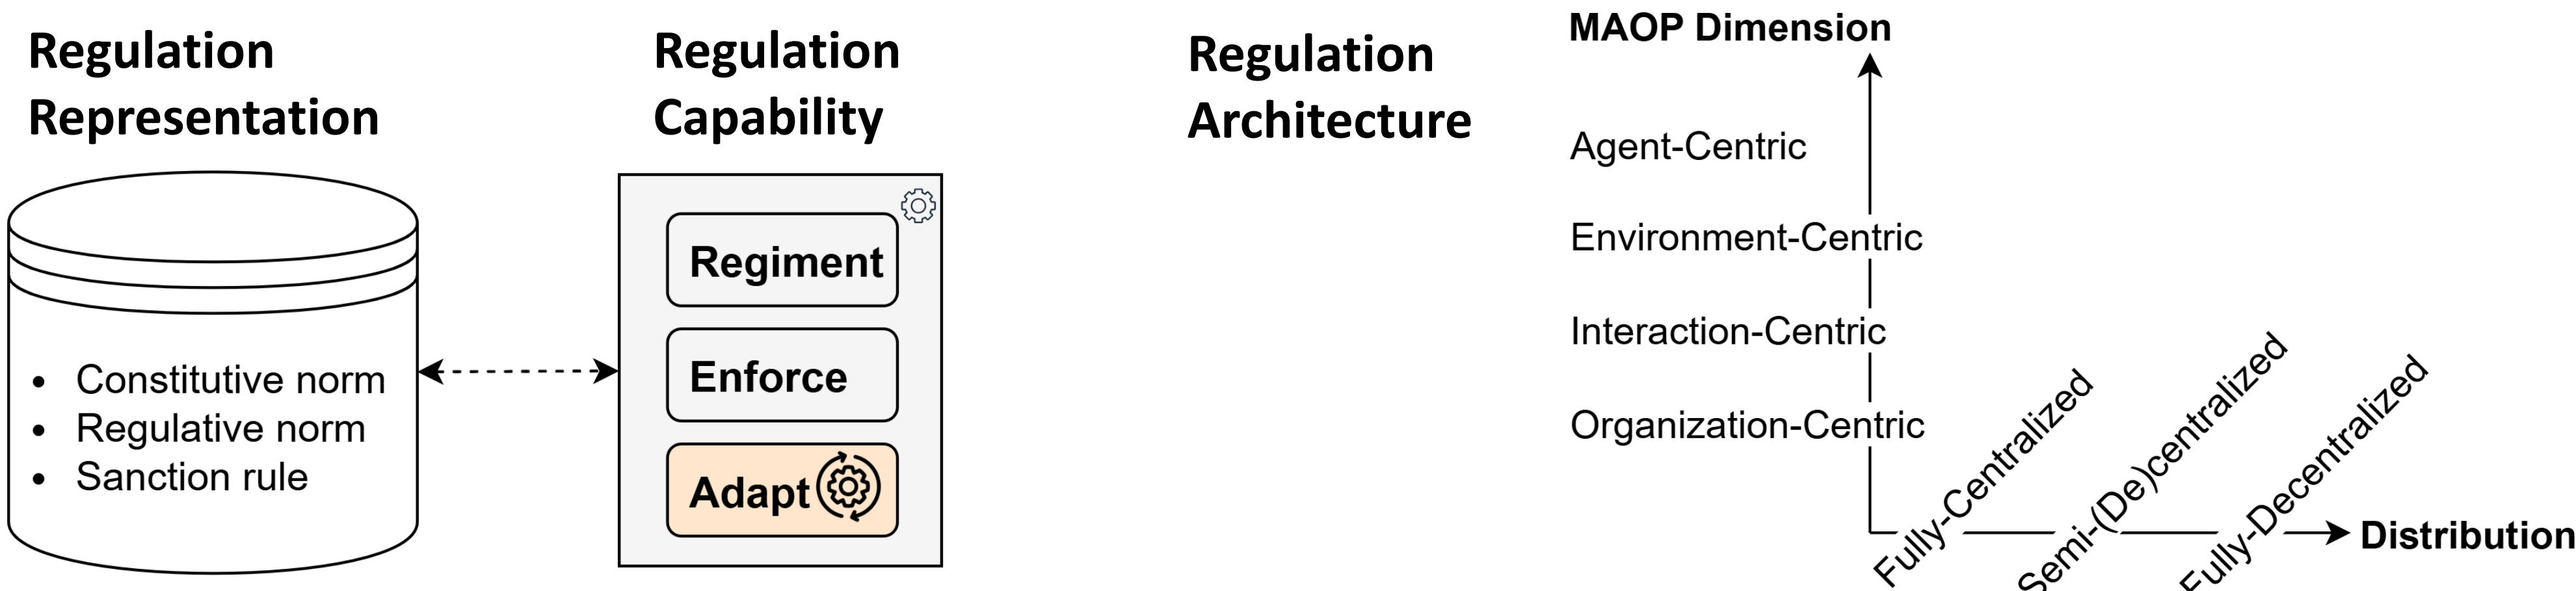 Regulation
Representation
• Constitutive norm
• Regulative norm
• Sanction rule
Regulation
Capability
Regiment
Enforce
Adapt
Regulation
Architecture
MAOP Dimension
Agent-Centric
Environment-Centric
Interaction-Centric
Organization-Centric
Fully-Centralized
Semi-(De)centralized
Fully-Decentralized
Distribution